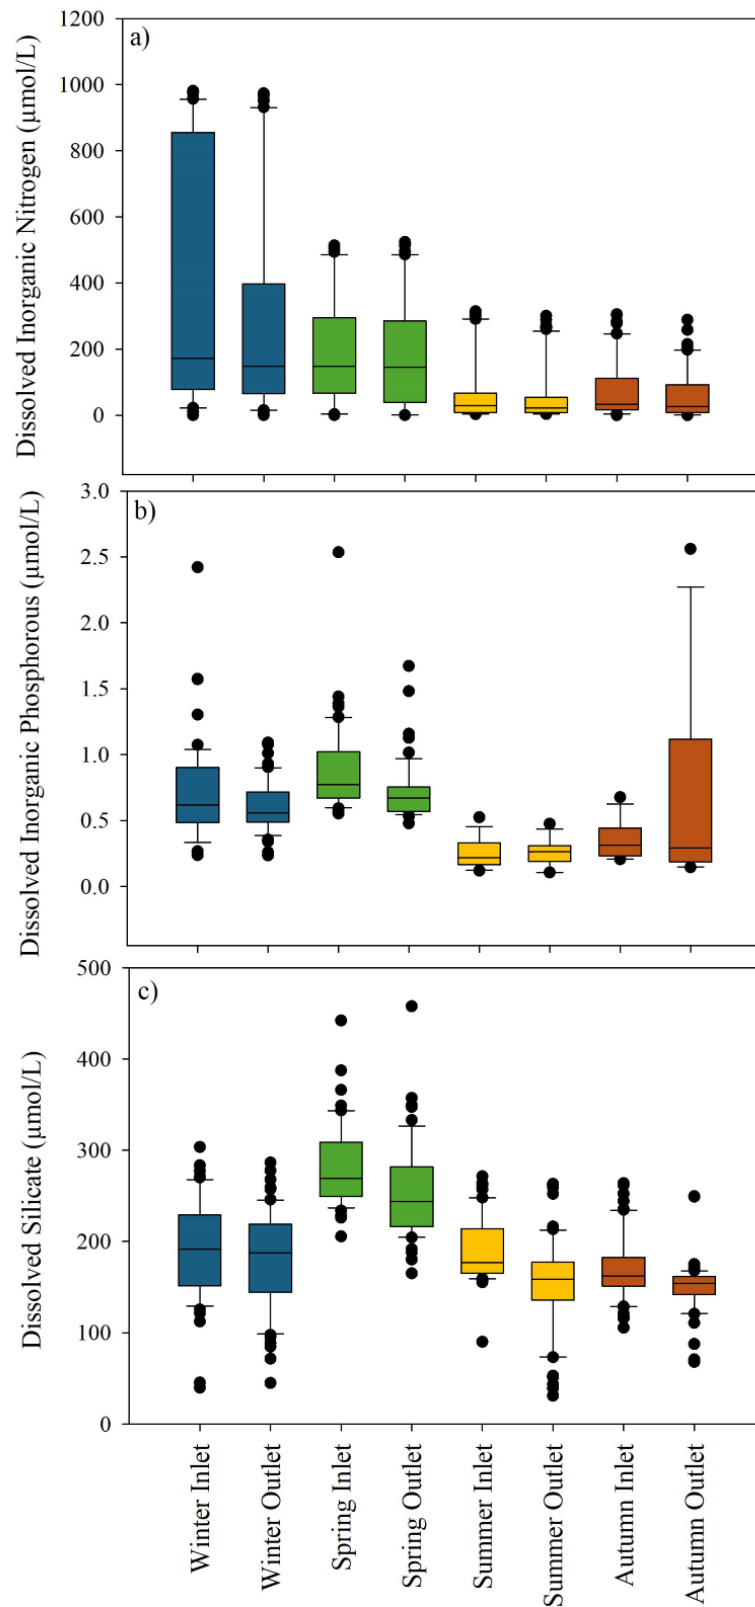 a)
Dissolved Inorganic Nitrogen (μmol/L)
1200
1000
800
600
400
200
0
b)
Dissolved Inorganic Phosphorous (μmol/L)
3.0
2.5
2.0
1.5
1.0
0.5
0.0
c)
Dissolved Silicate (μmol/L)
500
400
300
200
100
0
Winter Inlet
Winter Outlet
Spring Inlet
Spring Outlet
Summer Inlet
Summer Outlet
Autumn Inlet
Autumn Outlet